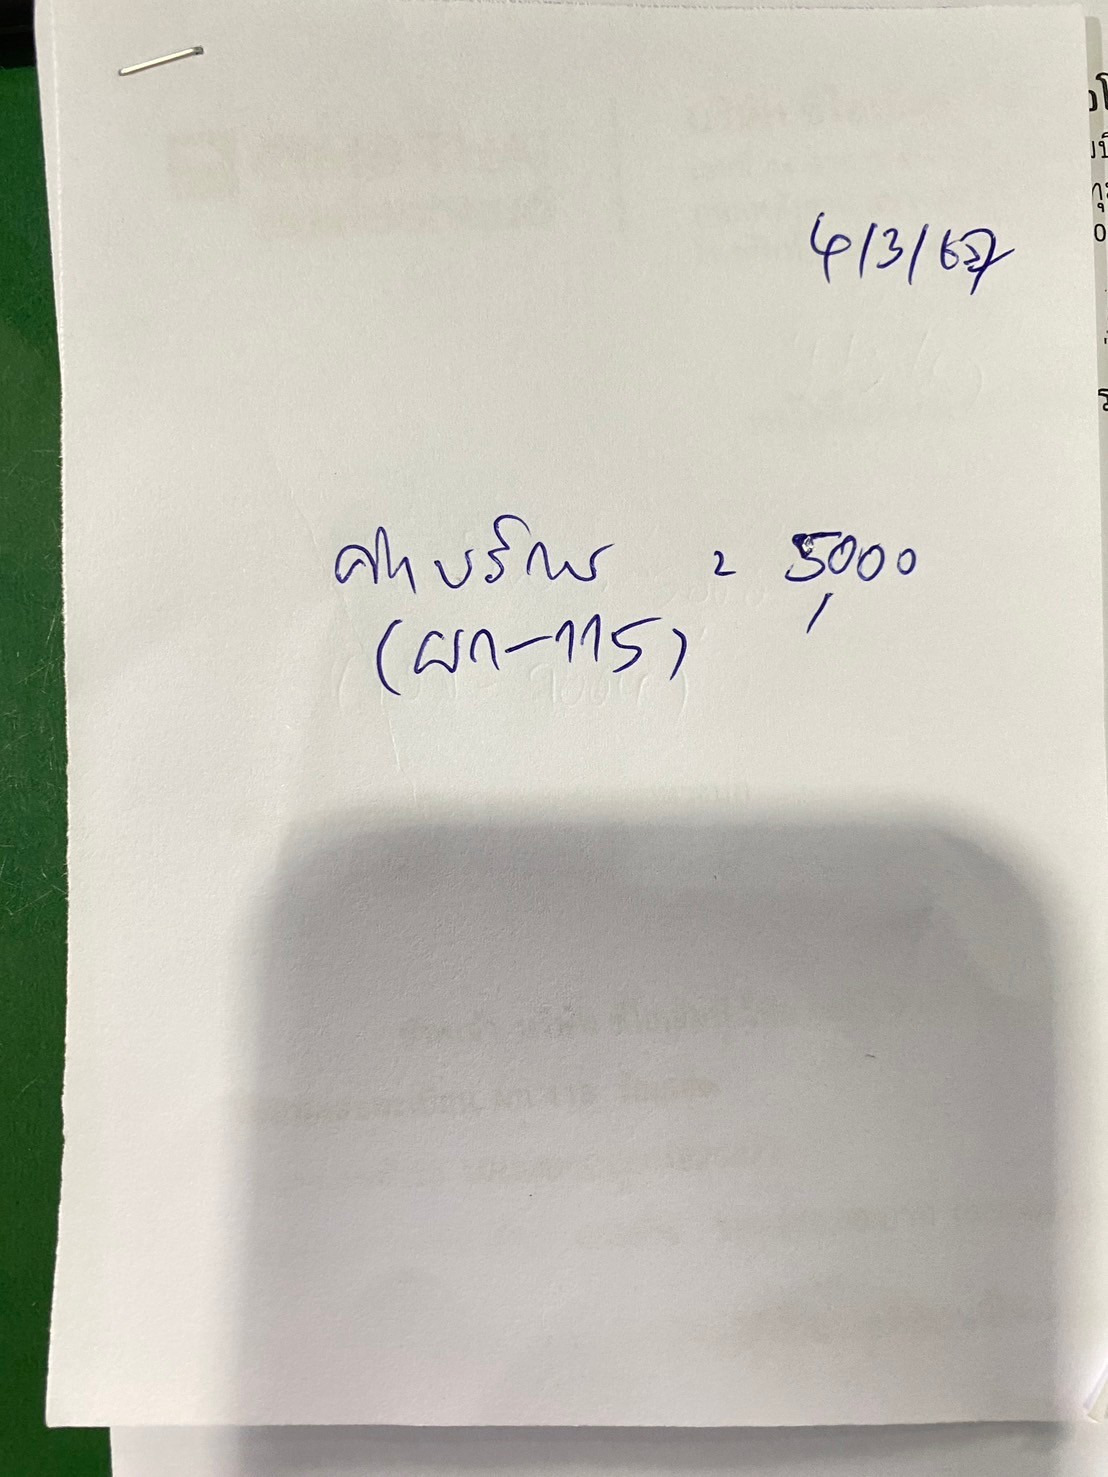 4/3/67
ค่าบริการ = 5000
(ผก-115)